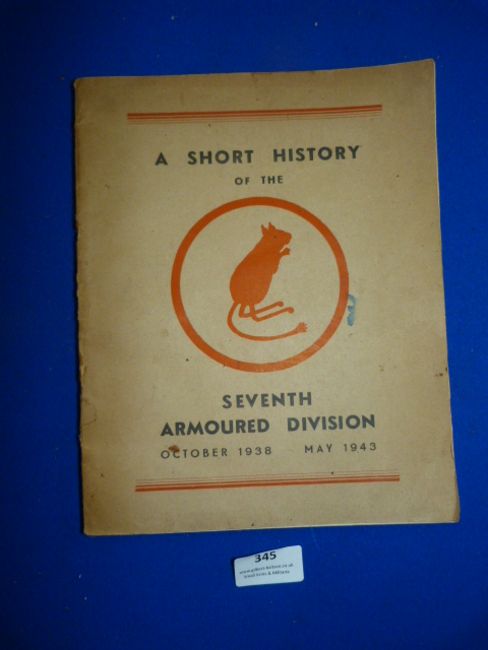 A SHORT HISTORY
OF THE
SEVENTH
ARMOURED DIVISION
OCTOBER 1938 MAY 1943
345